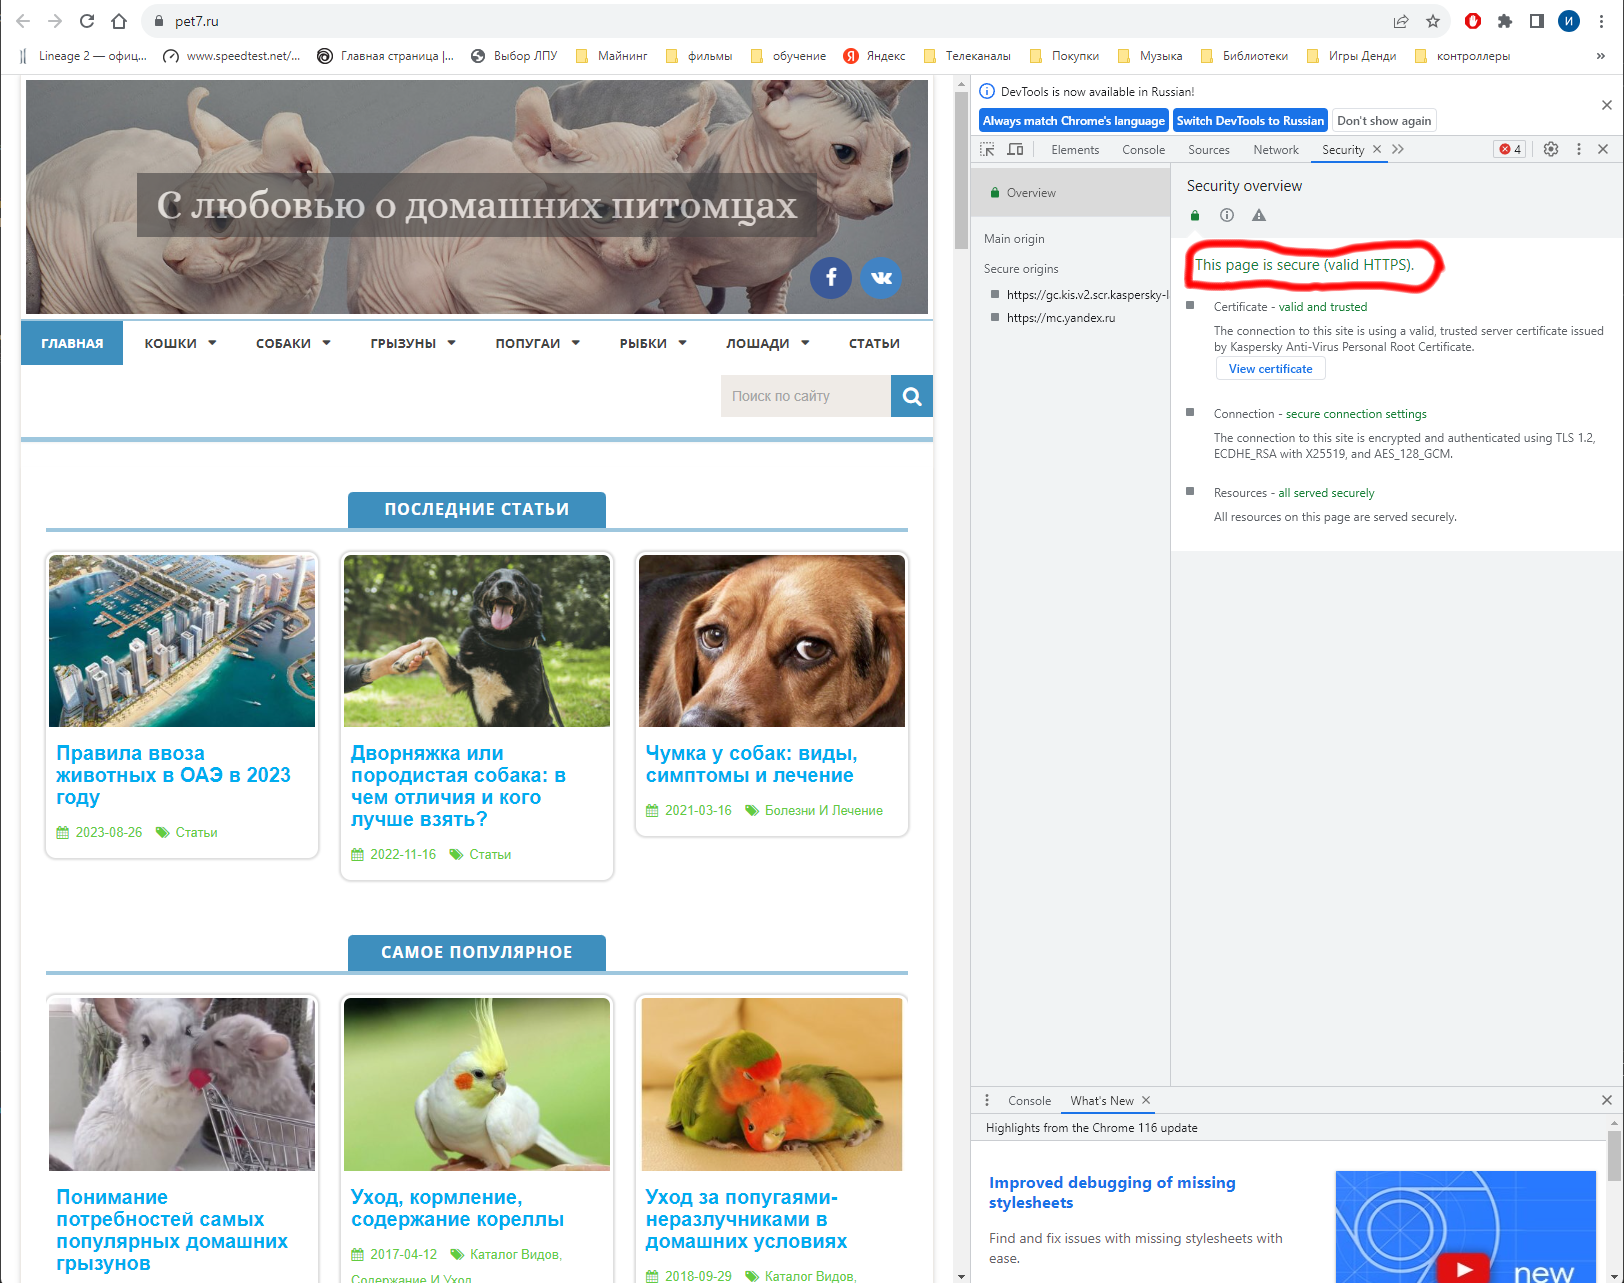 pet7.ru
И
Lineage 2 — офиц...
www.speedtest.net/...
Главная страница |...
Выбор ЛПУ
Майнинг
фильмы
обучение
Я
Яндекс
Телеканалы
Покупки
Музыка
Библиотеки
Игры Денди
контроллеры
»
С любовью о домашних питомцах
ГЛАВНАЯ
КОШКИ
СОБАКИ
ГРЫЗУНЫ
ПОПУГАИ
РЫБКИ
ЛОШАДИ
СТАТЬИ
Поиск по сайту
ПОСЛЕДНИЕ СТАТЬИ
Правила ввоза
животных в ОАЭ в 2023
году
2023-08-26 Статьи
Дворняжка или
породистая собака: в
чем отличия и кого
лучше взять?
2022-11-16 Статьи
Чумка у собак: виды,
симптомы и лечение
2021-03-16 Болезни И Лечение
САМОЕ ПОПУЛЯРНОЕ
Понимание
потребностей самых
популярных домашних
грызунов
Уход, кормление,
содержание кореллы
2017-04-12 Каталог Видов,
Содержание И Уход
Уход за попугаями-
неразлучниками в
домашних условиях
2018-09-29 Каталог Видов,
DevTools is now available in Russian!
Always match Chrome's language
Switch DevTools to Russian
Don't show again
Elements
Console
Sources
Network
Security
4
Overview
Main origin
Secure origins
https://gc.kis.v2.scr.kaspersky-l
https://mc.yandex.ru
Security overview
This page is secure (valid HTTPS).
Certificate - valid and trusted
The connection to this site is using a valid, trusted server certificate issued
by Kaspersky Anti-Virus Personal Root Certificate.
View certificate
Connection - secure connection settings
The connection to this site is encrypted and authenticated using TLS 1.2,
ECDHE_RSA with X25519, and AES_128_GCM.
Resources - all served securely
All resources on this page are served securely.
Console
What's New
Highlights from the Chrome 116 update
Improved debugging of missing
stylesheets
Find and fix issues with missing stylesheets with
ease.
new